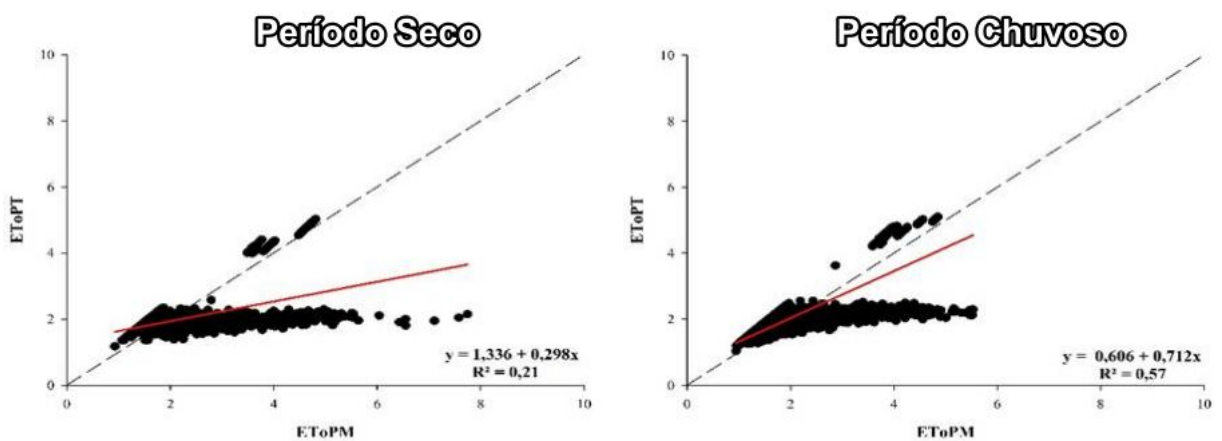 Período Seco
10
8
6
4
2
0
0 2 4 6 8 10
EToPT
EToPM
y = 1,336 + 0,298x
R² = 0,21
Período Chuvoso
10
8
6
4
2
0
0 2 4 6 8 10
EToPT
EToPM
y = 0,606 + 0,712x
R² = 0,57